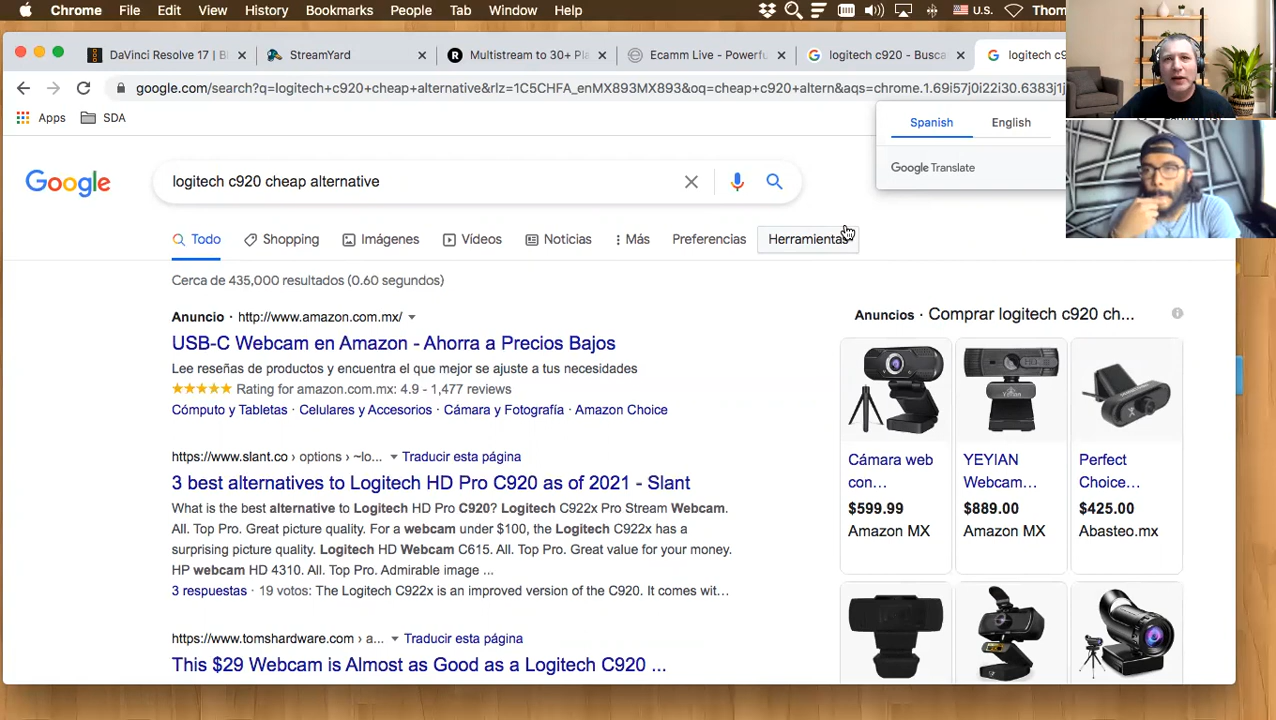 Chrome File Edit View History Bookmarks People Tab Window Help U.S. Thom
DaVinci Resolve 17 | Bl
StreamYard
Restream to 30+ Pla
Ecamm Live - Powerfu
logitech c920 - Busca
logitech c9
google.com/search?q=logitech+c920+cheap+alternative&rlz=1C5CHFA_enMX893MX893&oq=cheap+c920+altern&aqs=chrome.1.69i57j0i22i30.6383j1j
Apps SDA
Spanish English
Google Translate
Google
logitech c920 cheap alternative
Todo Shopping Imágenes Videos Noticias Más Preferencias Herramientas
Cerca de 435,000 resultados (0.60 segundos)
Anuncio · http://www.amazon.com.mx/
USB-C Webcam en Amazon - Ahorra a Precios Bajos
Lee reseñas de productos y encuentra el que mejor se ajuste a tus necesidades
Rating for amazon.com.mx: 4.9 - 1,477 reviews
Cómputo y Tabletas · Celulares y Accesorios · Cámara y Fotografía · Amazon Choice
https://www.slant.co › options › ~lo... Traducir esta página
3 best alternatives to Logitech HD Pro C920 as of 2021 - Slant
What is the best alternative to Logitech HD Pro C920? Logitech C922x Pro Stream Webcam.
All. Top Pro. Great picture quality. For a webcam under $100, the Logitech C922x has a
surprising picture quality. Logitech HD Webcam C615. All. Top Pro. Great value for your money.
HP webcam HD 4310. All. Top Pro. Admirable image ...
3 respuestas · 19 votos: The Logitech C922x is an improved version of the C920. It comes wit...
https://www.tomshardware.com › a... Traducir esta página
This $29 Webcam is Almost as Good as a Logitech C920 ...
Anuncios · Comprar logitech c920 ch...
Cámara web
con...
$599.99
Amazon MX
YEYIAN
Webcam...
$889.00
Amazon MX
Perfect
Choice...
$425.00
Abasteo.mx